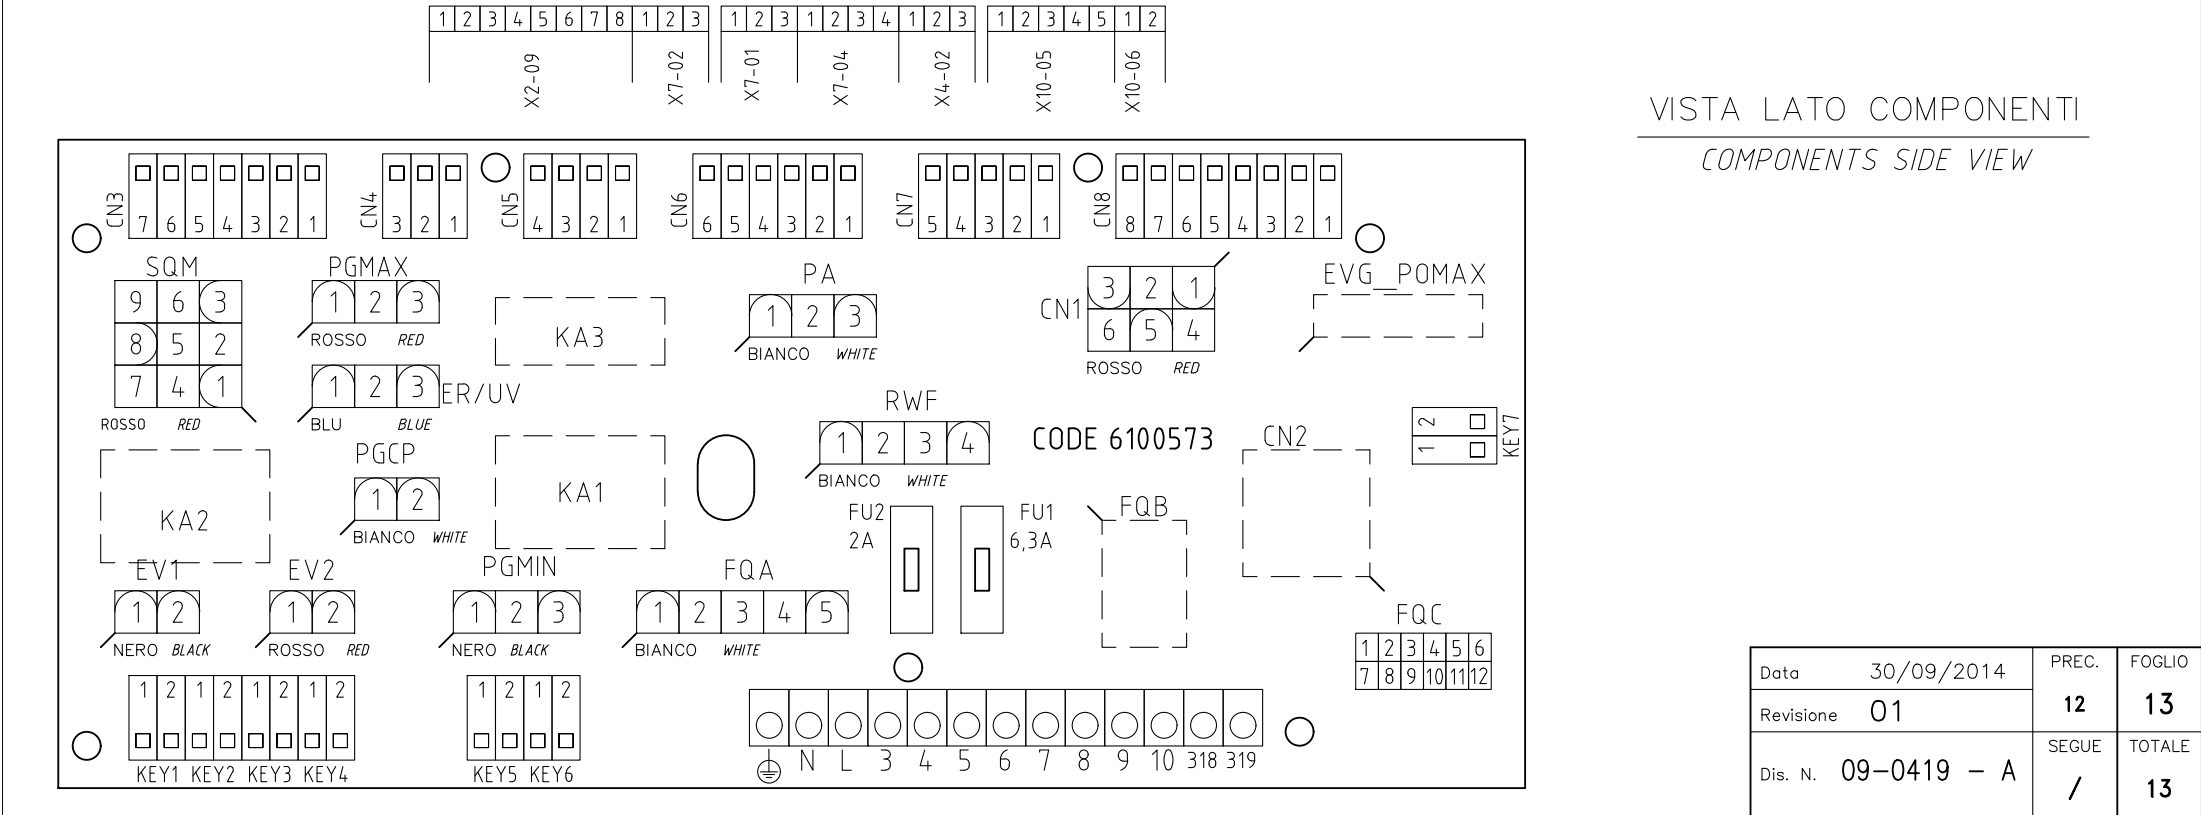 1 2 3 4 5 6 7 8 1 2 3 1 2 3 1 2 3 4 1 2 3 1 2 3 4 5 1 2
X2-09 X7-02 X7-01 X7-04 X4-02 X10-05 X10-06
VISTA LATO COMPONENTI
COMPONENTS SIDE VIEW
CN3 7 6 5 4 3 2 1
CN4 3 2 1
CN5 4 3 2 1
CN6 6 5 4 3 2 1
CN7 5 4 3 2 1
CN8 8 7 6 5 4 3 2 1
SQM
9 6 3
8 5 2
7 4 1
ROSSO RED
PGMAX
1 2 3
ROSSO RED
1 2 3 ER/UV
BLU BLUE
KA3
PA
1 2 3
BIANCO WHITE
CN1
3 2 1
6 5 4
ROSSO RED
EVG_POMAX
RWF
1 2 3 4
BIANCO WHITE
CODE 6100573
CN2
2
1
KEY7
PGCP
1 2
BIANCO WHITE
KA2
KA1
FU2
2A
FU1
6,3A
FQB
EV1
1 2
NERO BLACK
EV2
1 2
ROSSO RED
PGMIN
1 2 3
NERO BLACK
FQA
1 2 3 4 5
BIANCO WHITE
FQC
1 2 3 4 5 6
7 8 9 10 11 12
1 2 1 2 1 2 1 2
KEY1 KEY2 KEY3 KEY4
1 2 1 2
KEY5 KEY6
N L 3 4 5 6 7 8 9 10 318 319
Data 30/09/2014
Revisione 01
Dis. N. 09-0419 - A
PREC.
12
FOGLIO
13
SEGUE
/
TOTALE
13